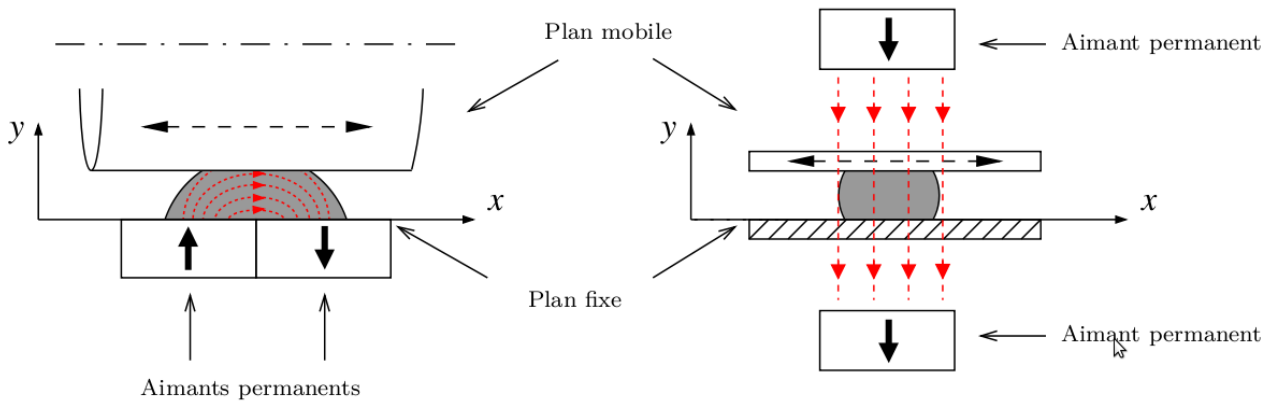 Plan mobile
Aimant permanent
y
x
y
x
Plan fixe
Aimant permanent
Aimants permanents